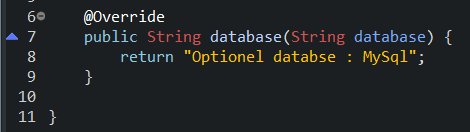 6 @Override
7 public String database(String database) {
8 return "Optionel databse : MySql";
9 }
10
11 }